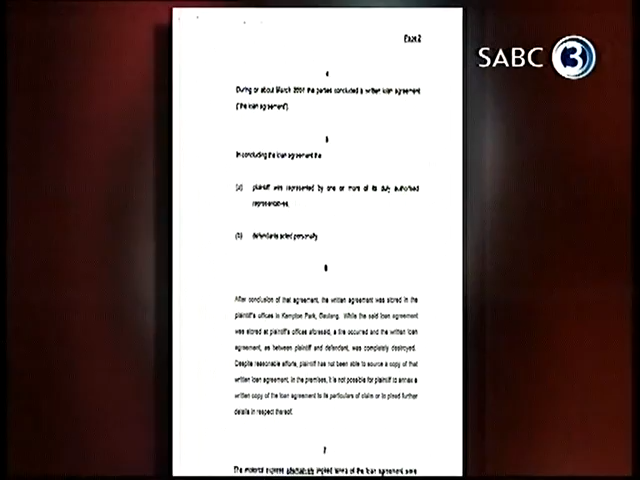 SABC 3
Page 2
4
During or about March 2001 the parties concluded a written loan agreement
("the loan agreement").
5
In concluding the loan agreement the
(a) plaintiff was represented by one or more of its duly authorised
representatives;
(b) defendants acted personally.
6
After conclusion of that agreement, the written agreement was stored in the
plaintiff's offices in Kempton Park, Gauteng. While the said loan agreement
was stored at plaintiff's offices aforesaid, a fire occurred and the written loan
agreement, as between plaintiff and defendant, was completely destroyed.
Despite reasonable efforts, plaintiff has not been able to source a copy of that
written loan agreement. In the premises, it is not possible for plaintiff to annex a
written copy of the loan agreement to its particulars of claim or to plead further
details in respect thereof.
7
The material express alternatively implied terms of the loan agreement were